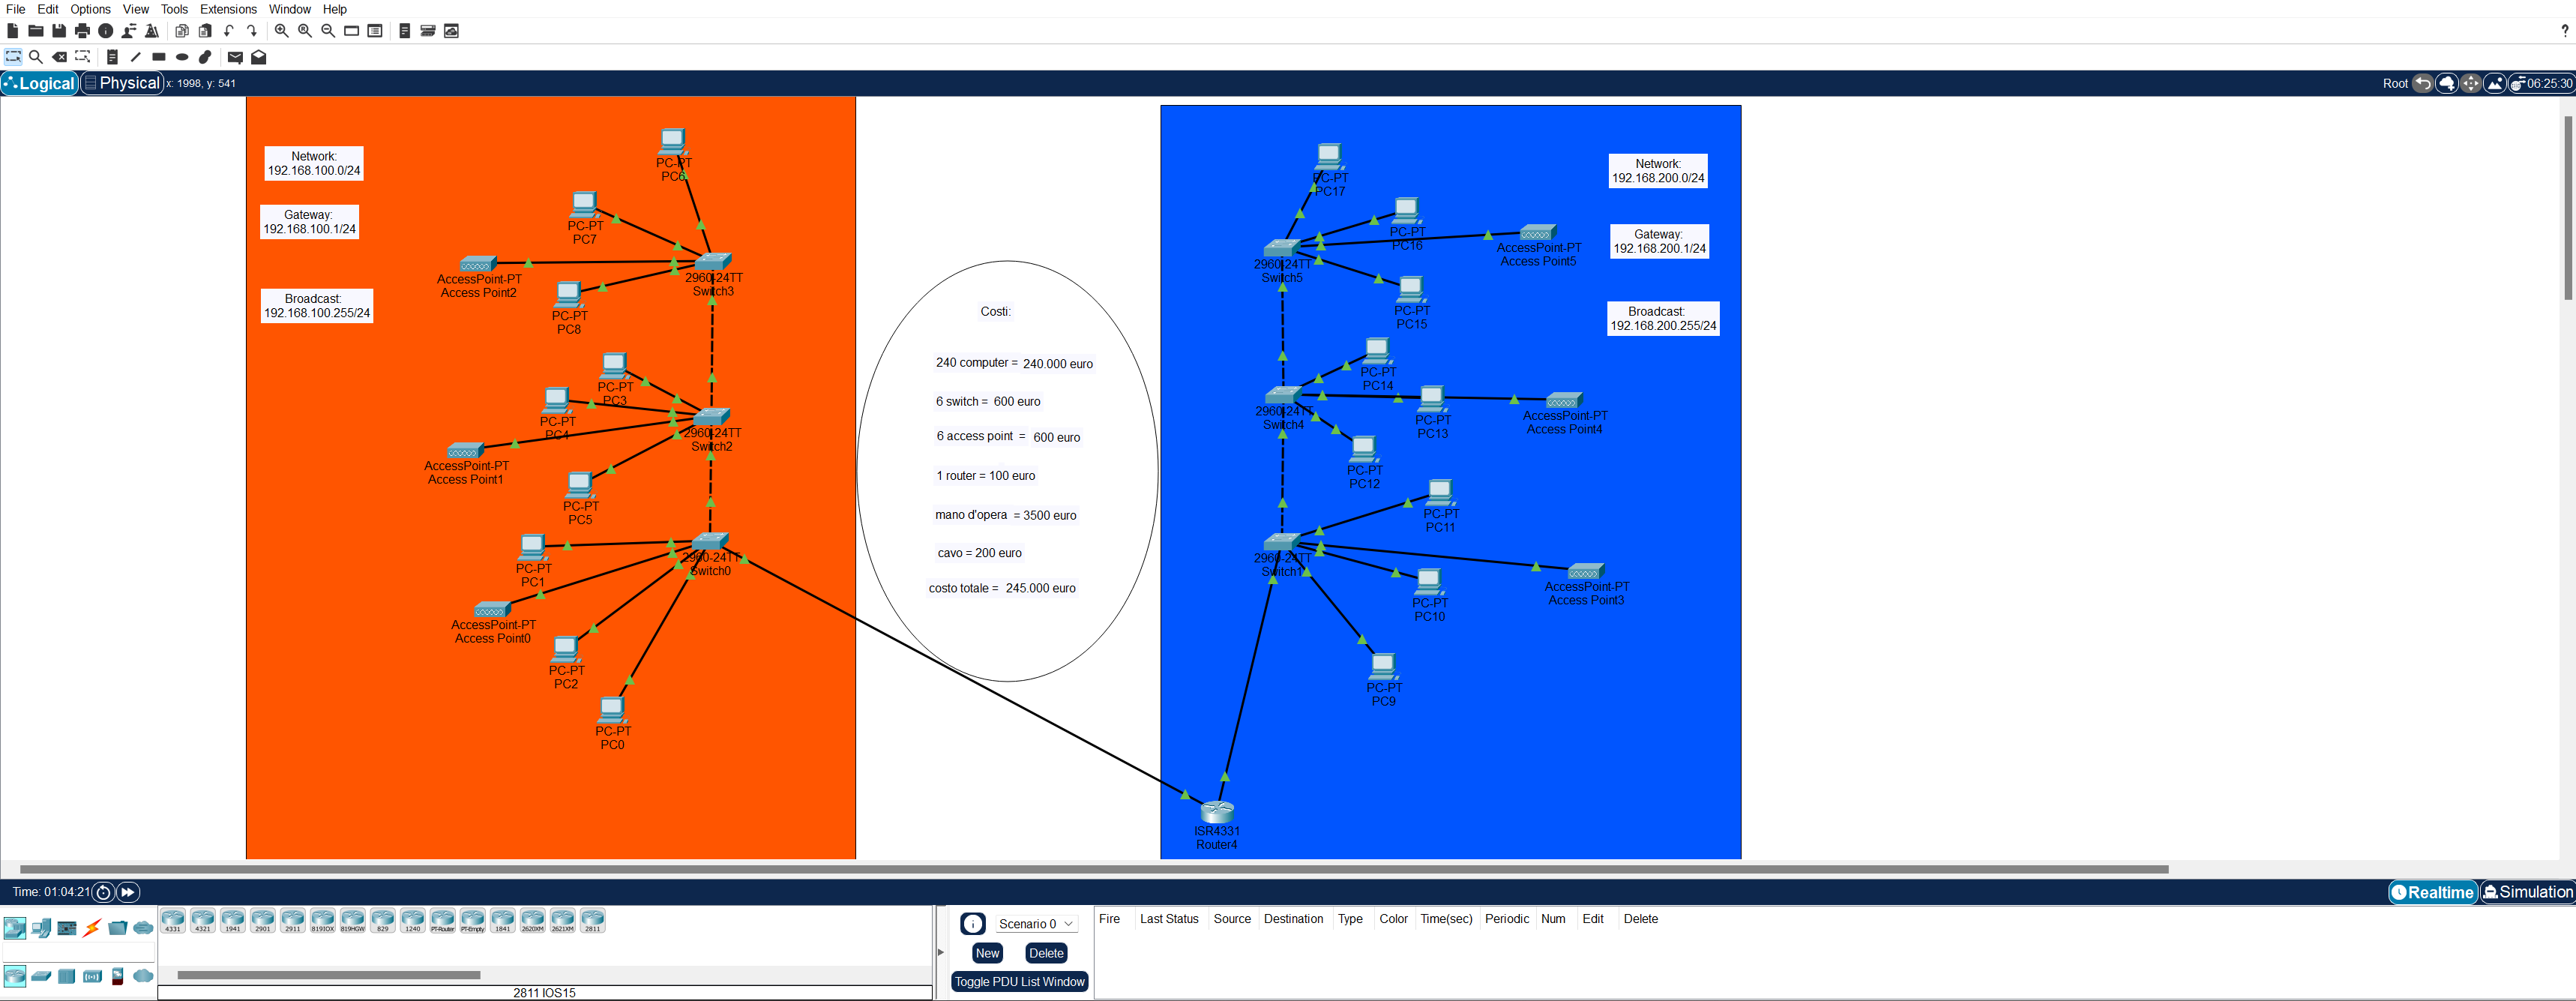 File Edit Options View Tools Extensions Window Help
?
Logical Physical x: 1998, y: 541
Root 06:25:30
Network:
192.168.100.0/24
Gateway:
192.168.100.1/24
Broadcast:
192.168.100.255/24
PC-PT
PC6
PC-PT
PC7
AccessPoint-PT
Access Point2
PC-PT
PC8
2960-24TT
Switch3
PC-PT
PC3
PC-PT
PC4
AccessPoint-PT
Access Point1
2960-24TT
Switch2
PC-PT
PC5
PC-PT
PC1
2960-24TT
Switch0
AccessPoint-PT
Access Point0
PC-PT
PC2
PC-PT
PC0
Costi:
240 computer = 240.000 euro
6 switch = 600 euro
6 access point = 600 euro
1 router = 100 euro
mano d'opera = 3500 euro
cavo = 200 euro
costo totale = 245.000 euro
PC-PT
PC17
PC-PT
PC16
2960-24TT
Switch5
AccessPoint-PT
Access Point5
PC-PT
PC15
Network:
192.168.200.0/24
Gateway:
192.168.200.1/24
Broadcast:
192.168.200.255/24
PC-PT
PC14
2960-24TT
Switch4
PC-PT
PC13
AccessPoint-PT
Access Point4
PC-PT
PC12
PC-PT
PC11
2960-24TT
Switch1
PC-PT
PC10
AccessPoint-PT
Access Point3
PC-PT
PC9
ISR4331
Router4
Time: 01:04:21
Realtime Simulation
4331 4321 1941 2901 2911 819IOX 819HGW 829 1240 PT-Router PT-Empty 1841 2620XM 2621XM 2811
2811 IOS15
Scenario 0
New Delete
Toggle PDU List Window
Fire Last Status Source Destination Type Color Time(sec) Periodic Num Edit Delete